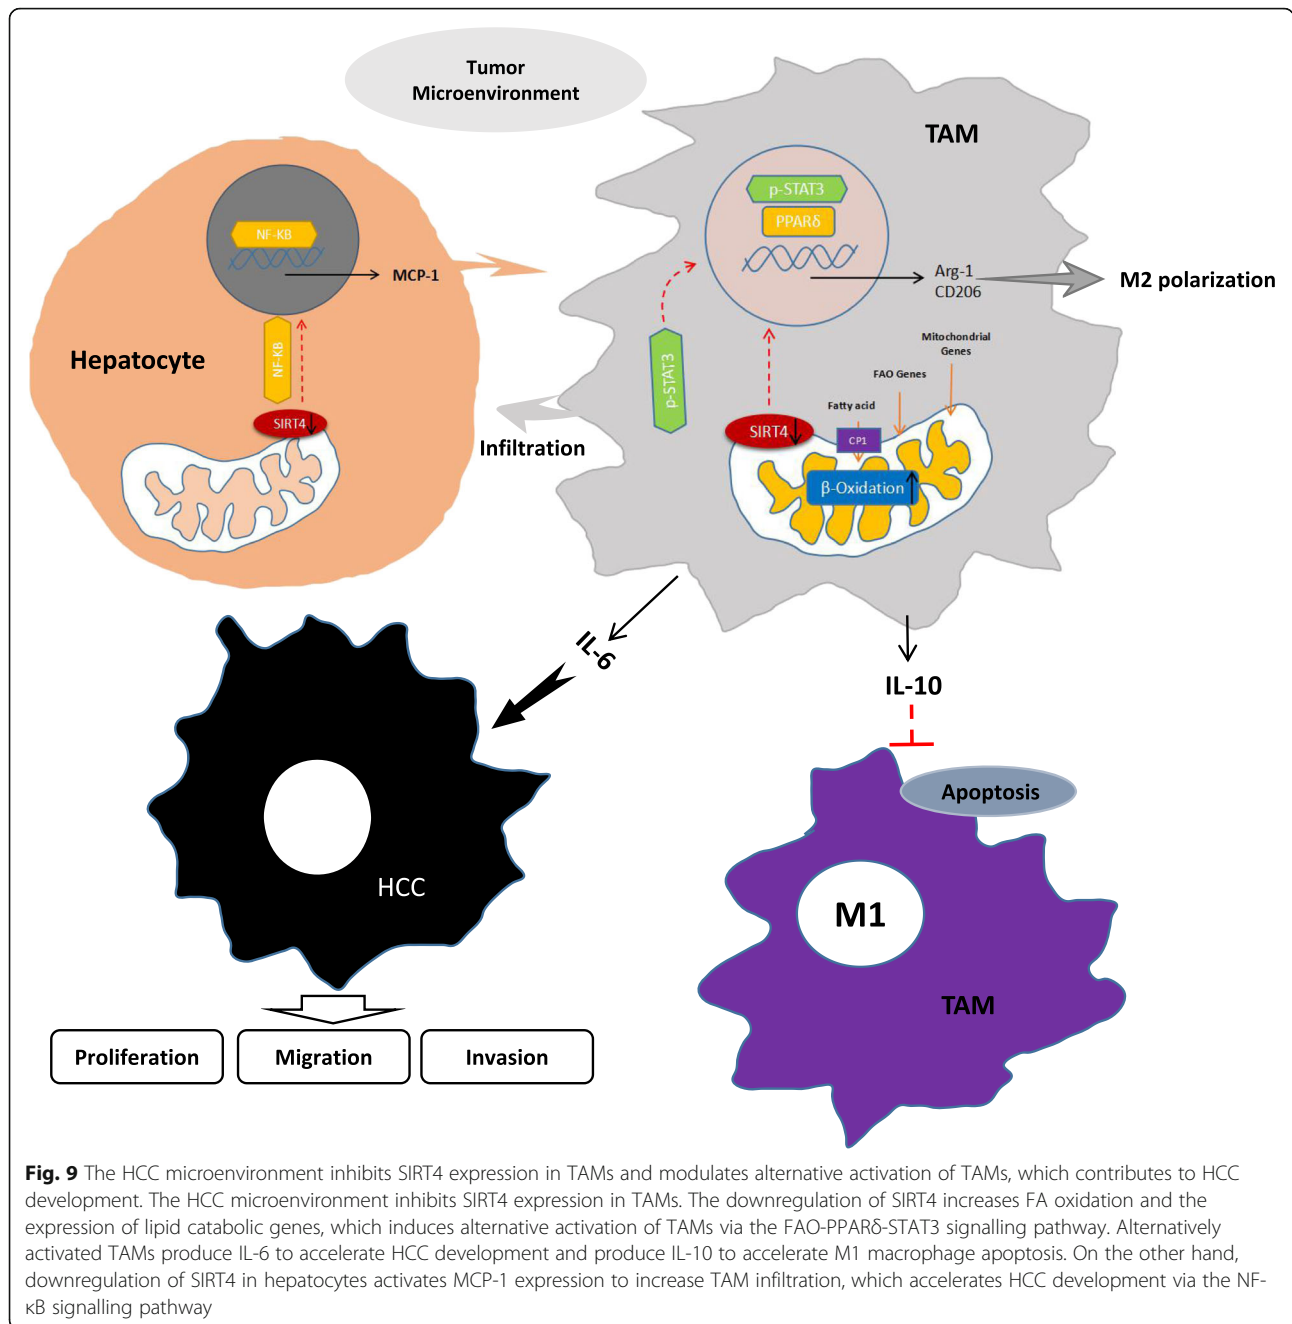 Tumor
Microenvironment
TAM
p-STAT3
PPARδ
NF-KB
MCP-1
Arg-1
CD206
M2 polarization
Hepatocyte
NF-KB
p-STAT3
Mitochondrial
Genes
FAO Genes
Fatty acid
SIRT4
SIRT4
CP1
Infiltration
β-Oxidation
IL-6
IL-10
Apoptosis
HCC
M1
TAM
Proliferation
Migration
Invasion
Fig. 9 The HCC microenvironment inhibits SIRT4 expression in TAMs and modulates alternative activation of TAMs, which contributes to HCC
development. The HCC microenvironment inhibits SIRT4 expression in TAMs. The downregulation of SIRT4 increases FA oxidation and the
expression of lipid catabolic genes, which induces alternative activation of TAMs via the FAO-PPARδ-STAT3 signalling pathway. Alternatively
activated TAMs produce IL-6 to accelerate HCC development and produce IL-10 to accelerate M1 macrophage apoptosis. On the other hand,
downregulation of SIRT4 in hepatocytes activates MCP-1 expression to increase TAM infiltration, which accelerates HCC development via the NF-
κB signalling pathway